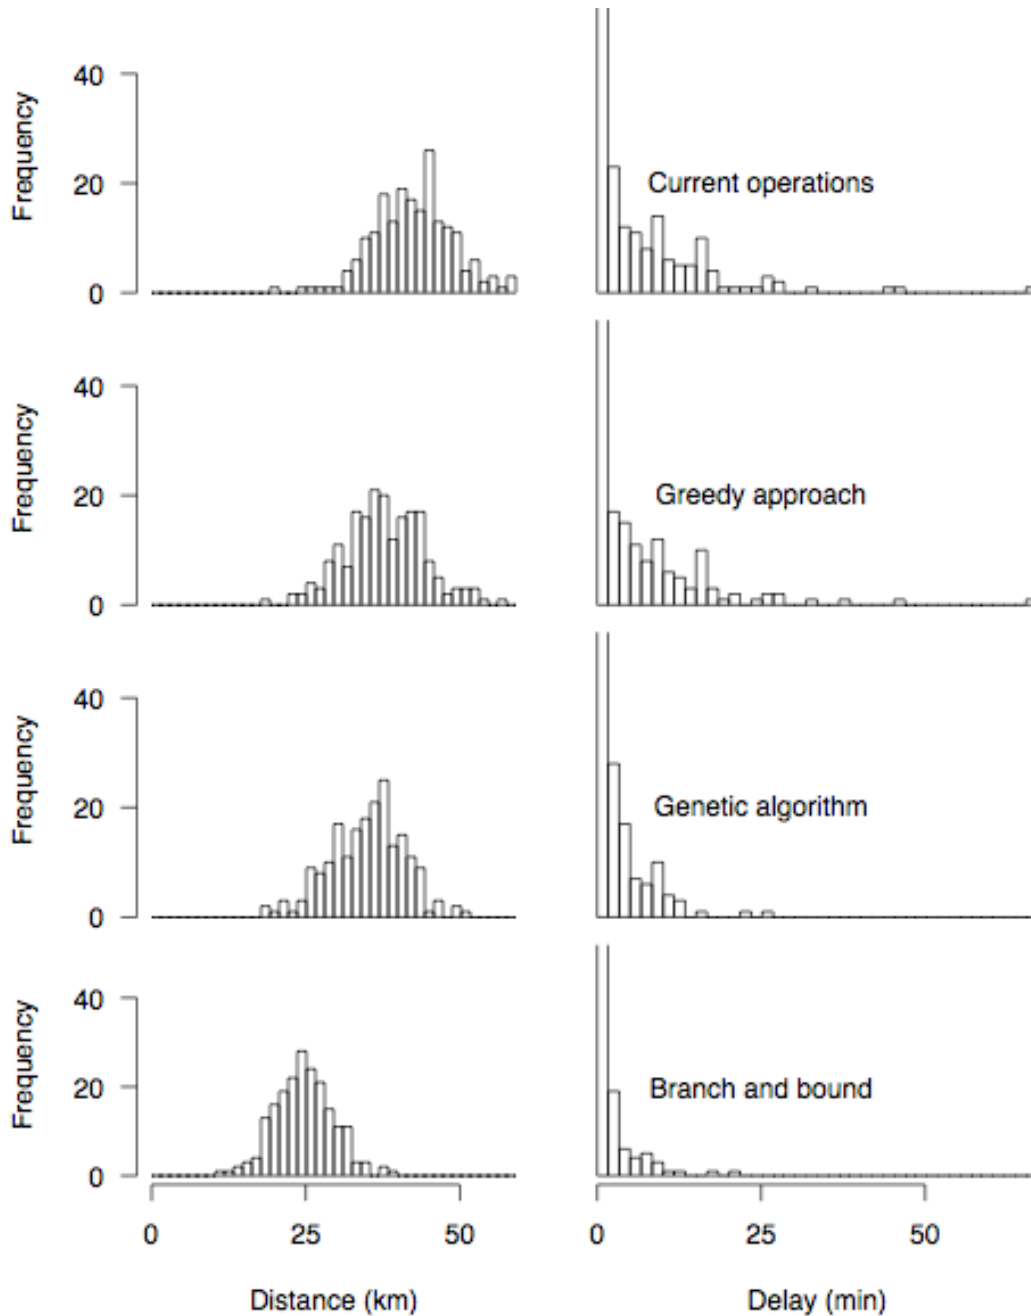 Frequency
40
20
0
Current operations
Frequency
40
20
0
Greedy approach
Frequency
40
20
0
Genetic algorithm
Frequency
40
20
0
Branch and bound
0 25 50
0 25 50
Distance (km)
Delay (min)